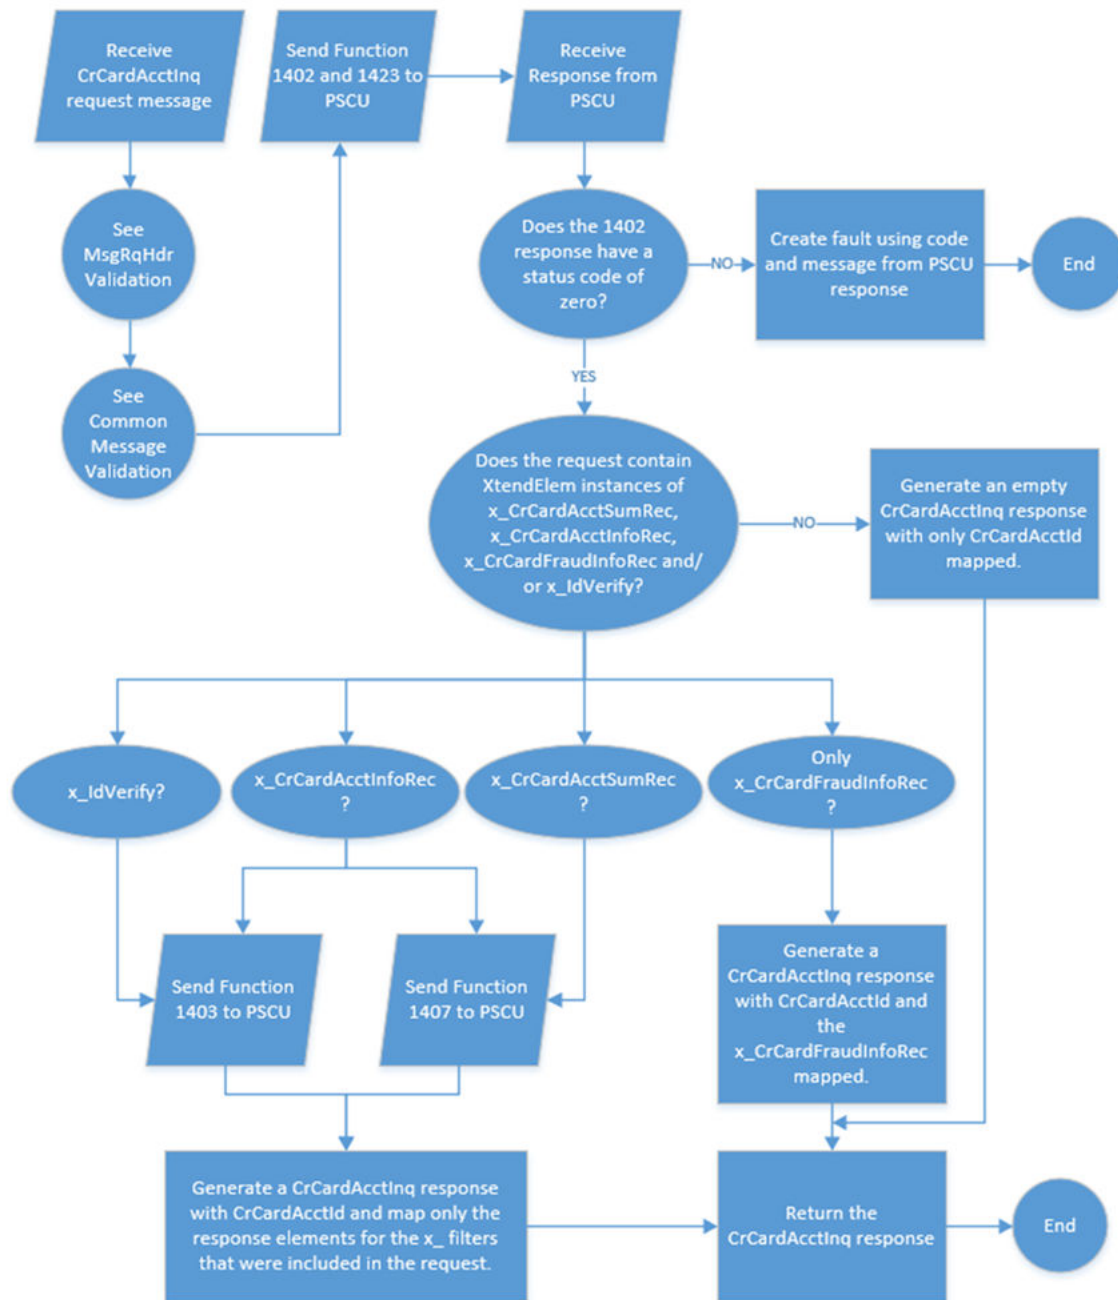 Receive
CrCardAcctInq
request message
Send Function
1402 and 1423 to
PSCU
Receive
Response from
PSCU
See
MsgRqHdr
Validation
Does the 1402
response have a
status code of
zero?
NO
Create fault using code
and message from PSCU
response
End
YES
See
Common
Message
Validation
Does the request contain
XtendElem instances of
x_CrCardAcctSumRec,
x_CrCardAcctInfoRec,
x_CrCardFraudInfoRec and/
or x_IdVerify?
NO
Generate an empty
CrCardAcctInq response
with only CrCardAcctId
mapped.
x_IdVerify?
x_CrCardAcctInfoRec
?
x_CrCardAcctSumRec
?
Only
x_CrCardFraudInfoRec
?
Send Function
1403 to PSCU
Send Function
1407 to PSCU
Generate a
CrCardAcctInq response
with CrCardAcctId and
the
x_CrCardFraudInfoRec
mapped.
Generate a CrCardAcctInq response
with CrCardAcctId and map only the
response elements for the x_ filters
that were included in the request.
Return the
CrCardAcctInq response
End